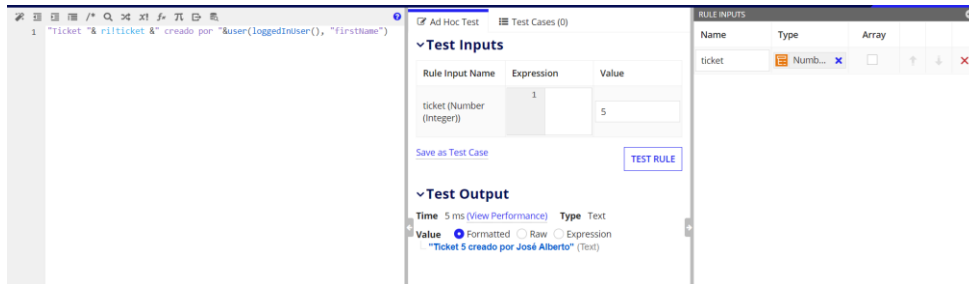 /* x! fx π
1 "Ticket "& ri!ticket &" creado por "&user(loggedInUser(), "firstName")
Ad Hoc Test Test Cases (0)
Test Inputs
Rule Input Name Expression Value
ticket (Number
(Integer))
1
5
Save as Test Case
TEST RULE
Test Output
Time 5 ms (View Performance) Type Text
Value Formatted Raw Expression
"Ticket 5 creado por José Alberto" (Text)
RULE INPUTS
Name Type Array
ticket Numb... x